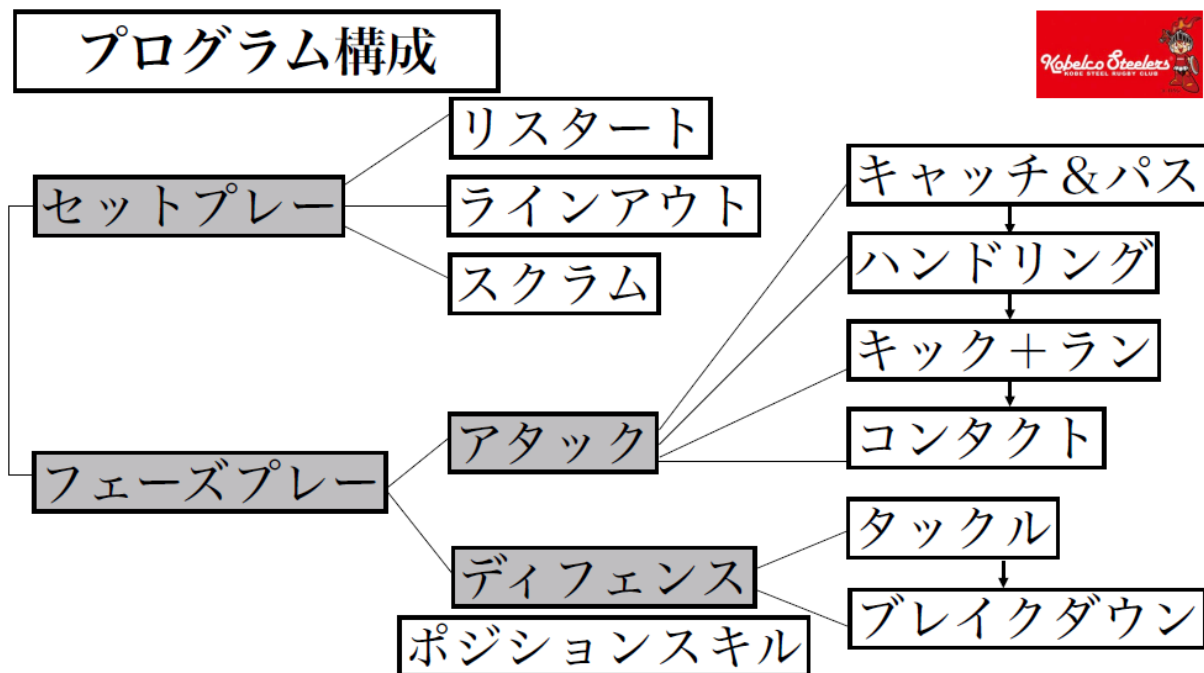 プログラム構成
Kobelco Steelers
KOBE STEEL RUGBY CLUB
セットプレー
リスタート
ラインアウト
スクラム
フェーズプレー
アタック
キャッチ＆パス
ハンドリング
キック＋ラン
コンタクト
ディフェンス
タックル
ブレイクダウン
ポジションスキル